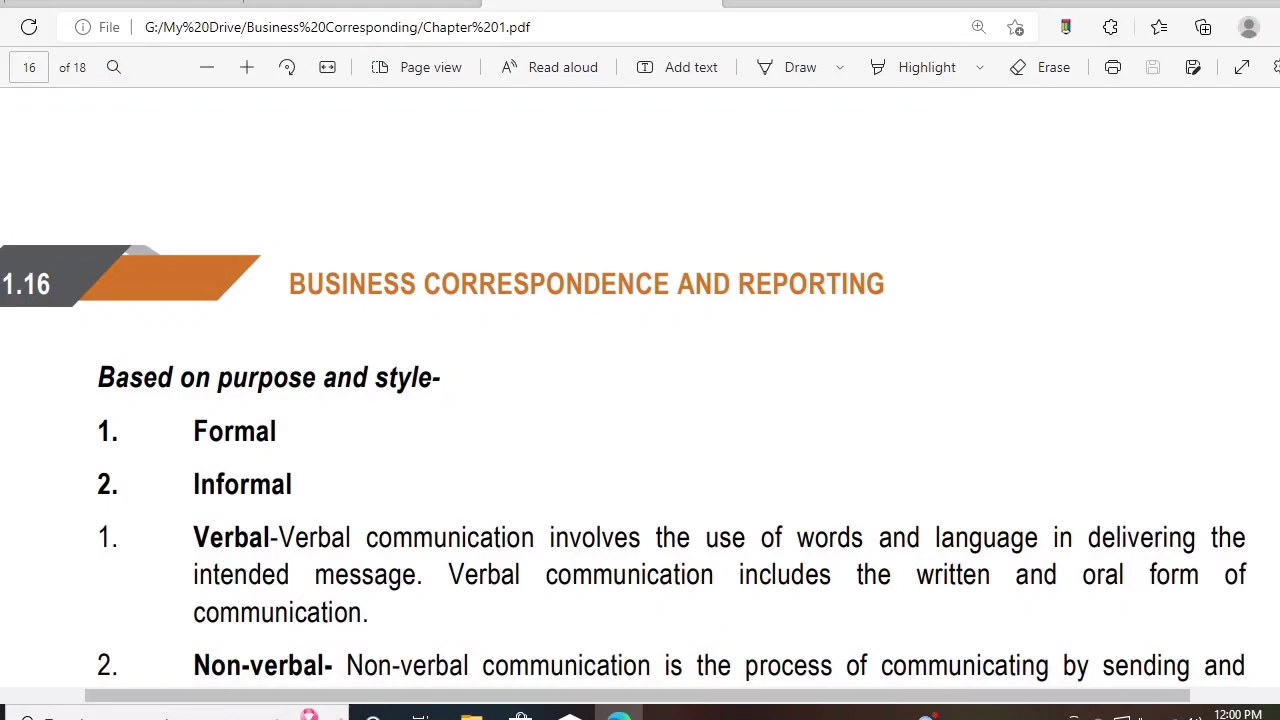 File
G:/My%20Drive/Business%20Corresponding/Chapter%201.pdf
16 of 18
Page view
Read aloud
Add text
Draw
Highlight
Erase
1.16
BUSINESS CORRESPONDENCE AND REPORTING
Based on purpose and style-
1. Formal
2. Informal
1. Verbal-Verbal communication involves the use of words and language in delivering the
intended message. Verbal communication includes the written and oral form of
communication.
2. Non-verbal- Non-verbal communication is the process of communicating by sending and
12:00 PM